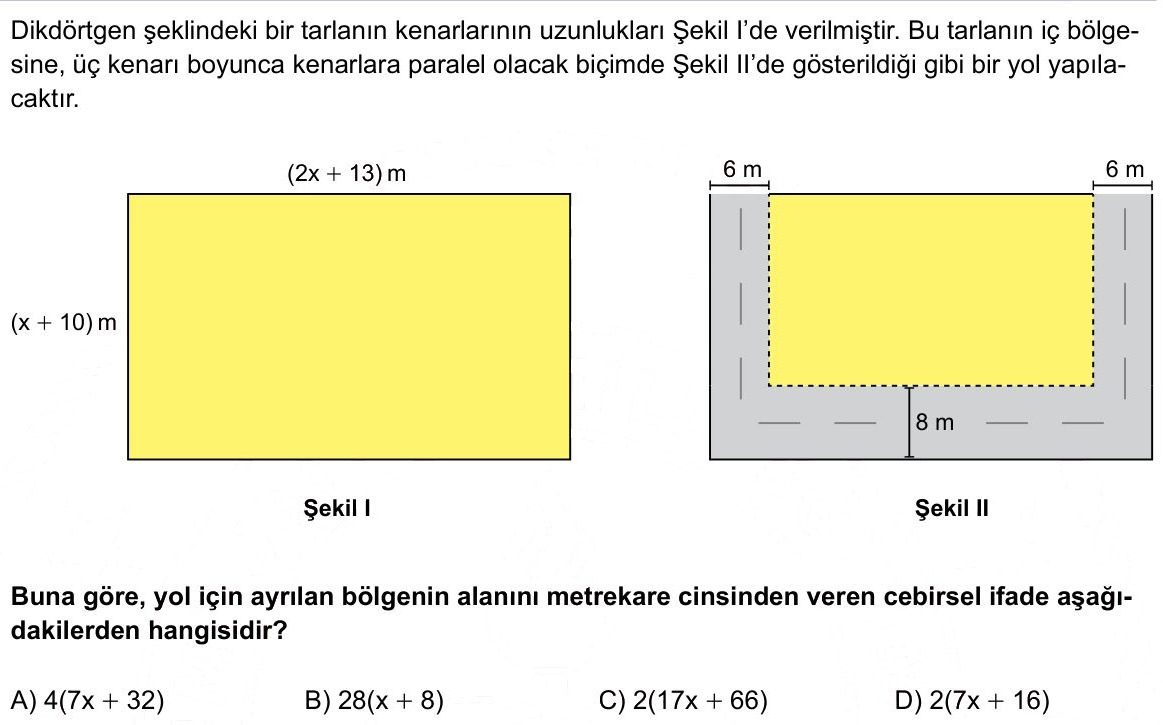 Dikdörtgen şeklindeki bir tarlanın kenarlarının uzunlukları Şekil I’de verilmiştir. Bu tarlanın iç bölge-
sine, üç kenarı boyunca kenarlara paralel olacak biçimde Şekil II’de gösterildiği gibi bir yol yapıla-
caktır.
(2x + 13) m
6 m
6 m
(x + 10) m
8 m
Şekil I
Şekil II
Buna göre, yol için ayrılan bölgenin alanını metrekare cinsinden veren cebirsel ifade aşağı-
dakilerden hangisidir?
A) 4(7x + 32) B) 28(x + 8) C) 2(17x + 66) D) 2(7x + 16)